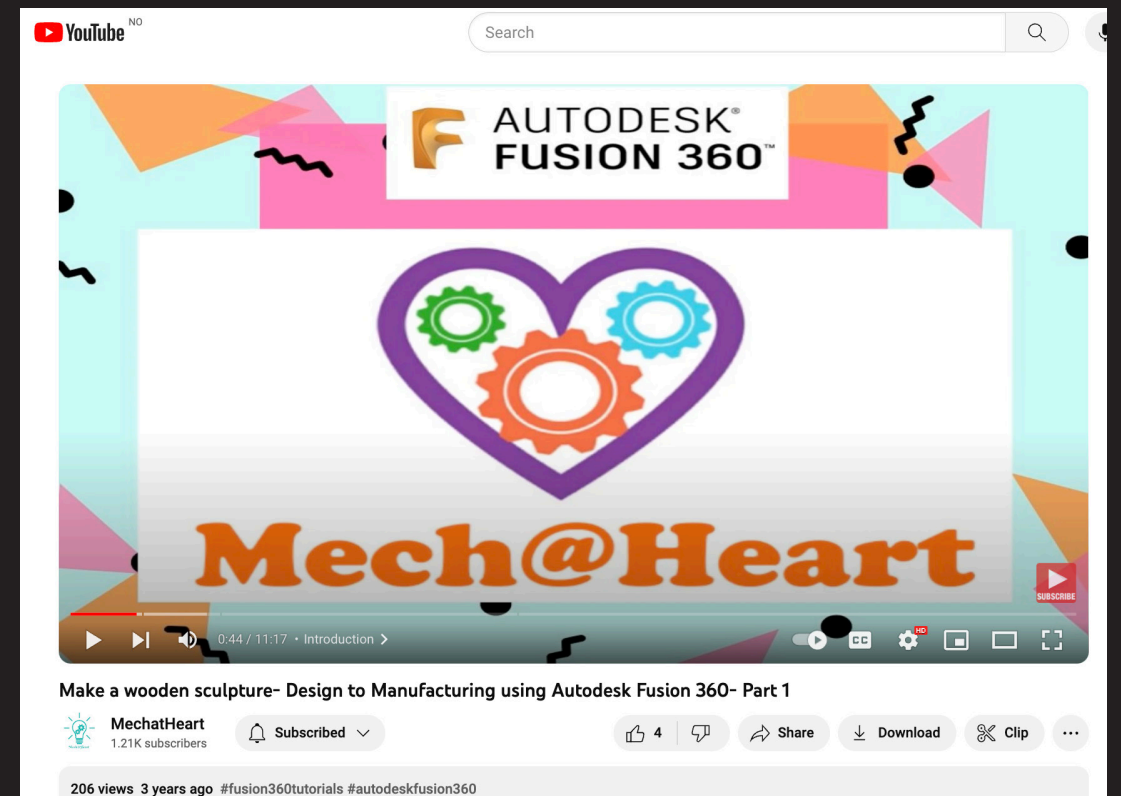 YouTube NO
Search
AUTODESK®
FUSION 360™
Mech@Heart
SUBSCRIBE
0:44 / 11:17 • Introduction
CC
HD
Make a wooden sculpture- Design to Manufacturing using Autodesk Fusion 360- Part 1
MechatHeart
1.21K subscribers
Subscribed
4
Share
Download
Clip
206 views 3 years ago #fusion360tutorials #autodeskfusion360